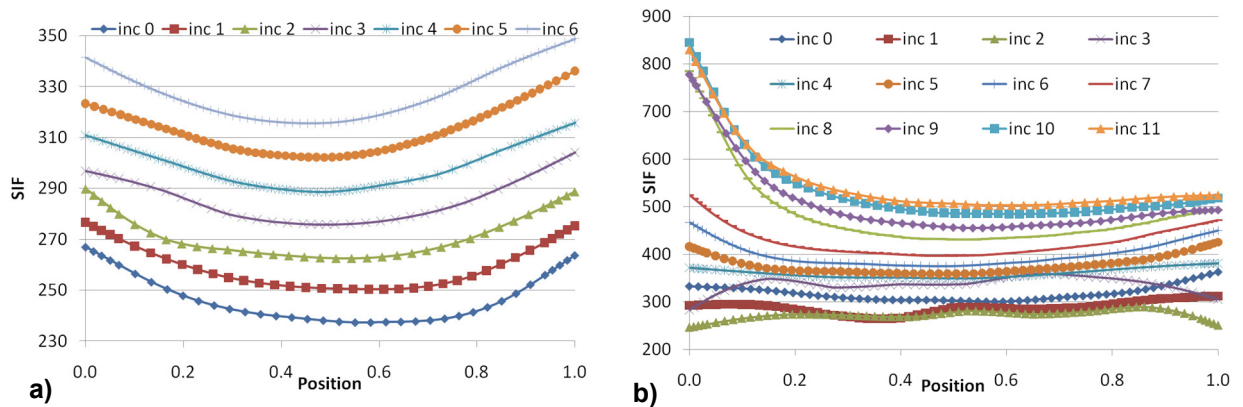 inc 0 inc 1 inc 2 inc 3 inc 4 inc 5 inc 6
350
330
310
290
270
250
230
SIF
0.0 0.2 0.4 0.6 0.8 1.0
Position
a)
900
800
700
600
500
400
300
200
SIF
inc 0 inc 1 inc 2 inc 3
inc 4 inc 5 inc 6 inc 7
inc 8 inc 9 inc 10 inc 11
0.0 0.2 0.4 0.6 0.8 1.0
Position
b)